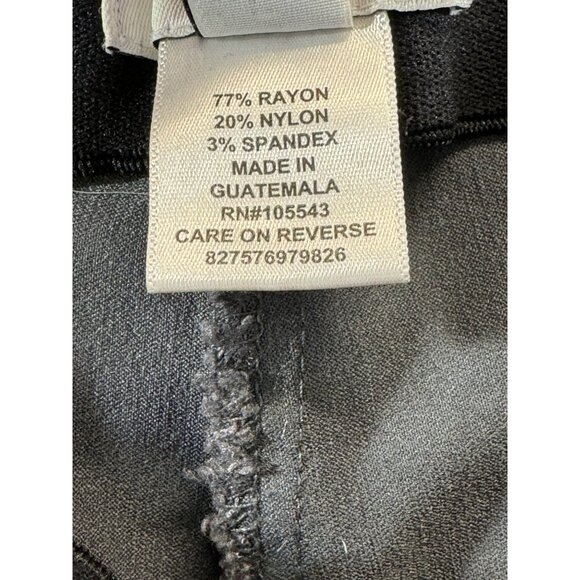 77% RAYON
20% NYLON
3% SPANDEX
MADE IN
GUATEMALA
RN#105543
CARE ON REVERSE
827576979826